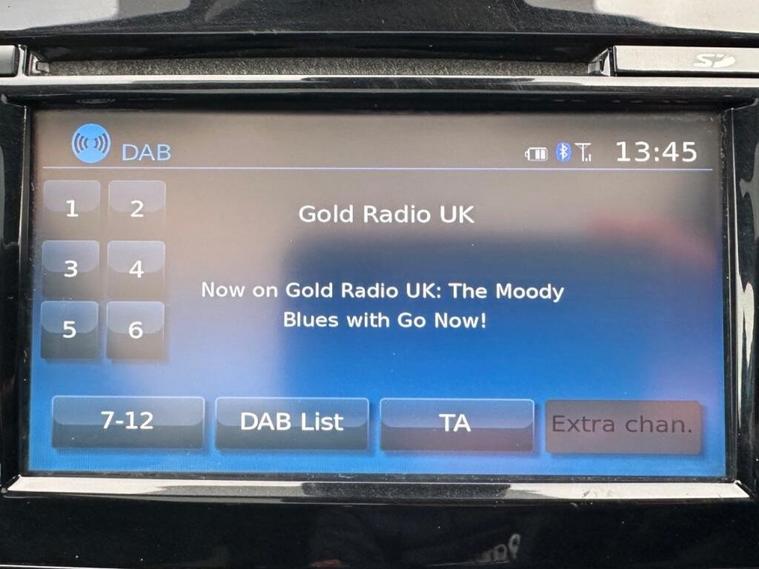 SD
DAB
13:45
1 2
Gold Radio UK
3 4
Now on Gold Radio UK: The Moody
Blues with Go Now!
5 6
7-12 DAB List TA Extra chan.